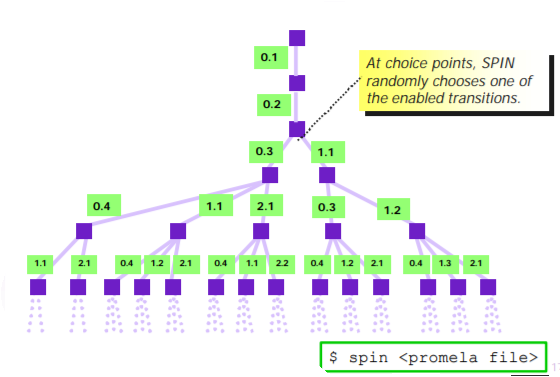 0.1
At choice points, SPIN
randomly chooses one of
the enabled transitions.
0.2
0.3 1.1
0.4 1.1 2.1 0.3 1.2
1.1 2.1 0.4 1.2 2.1 0.4 1.1 2.2 0.4 1.2 2.1 0.4 1.3 2.1
$ spin <promela file>